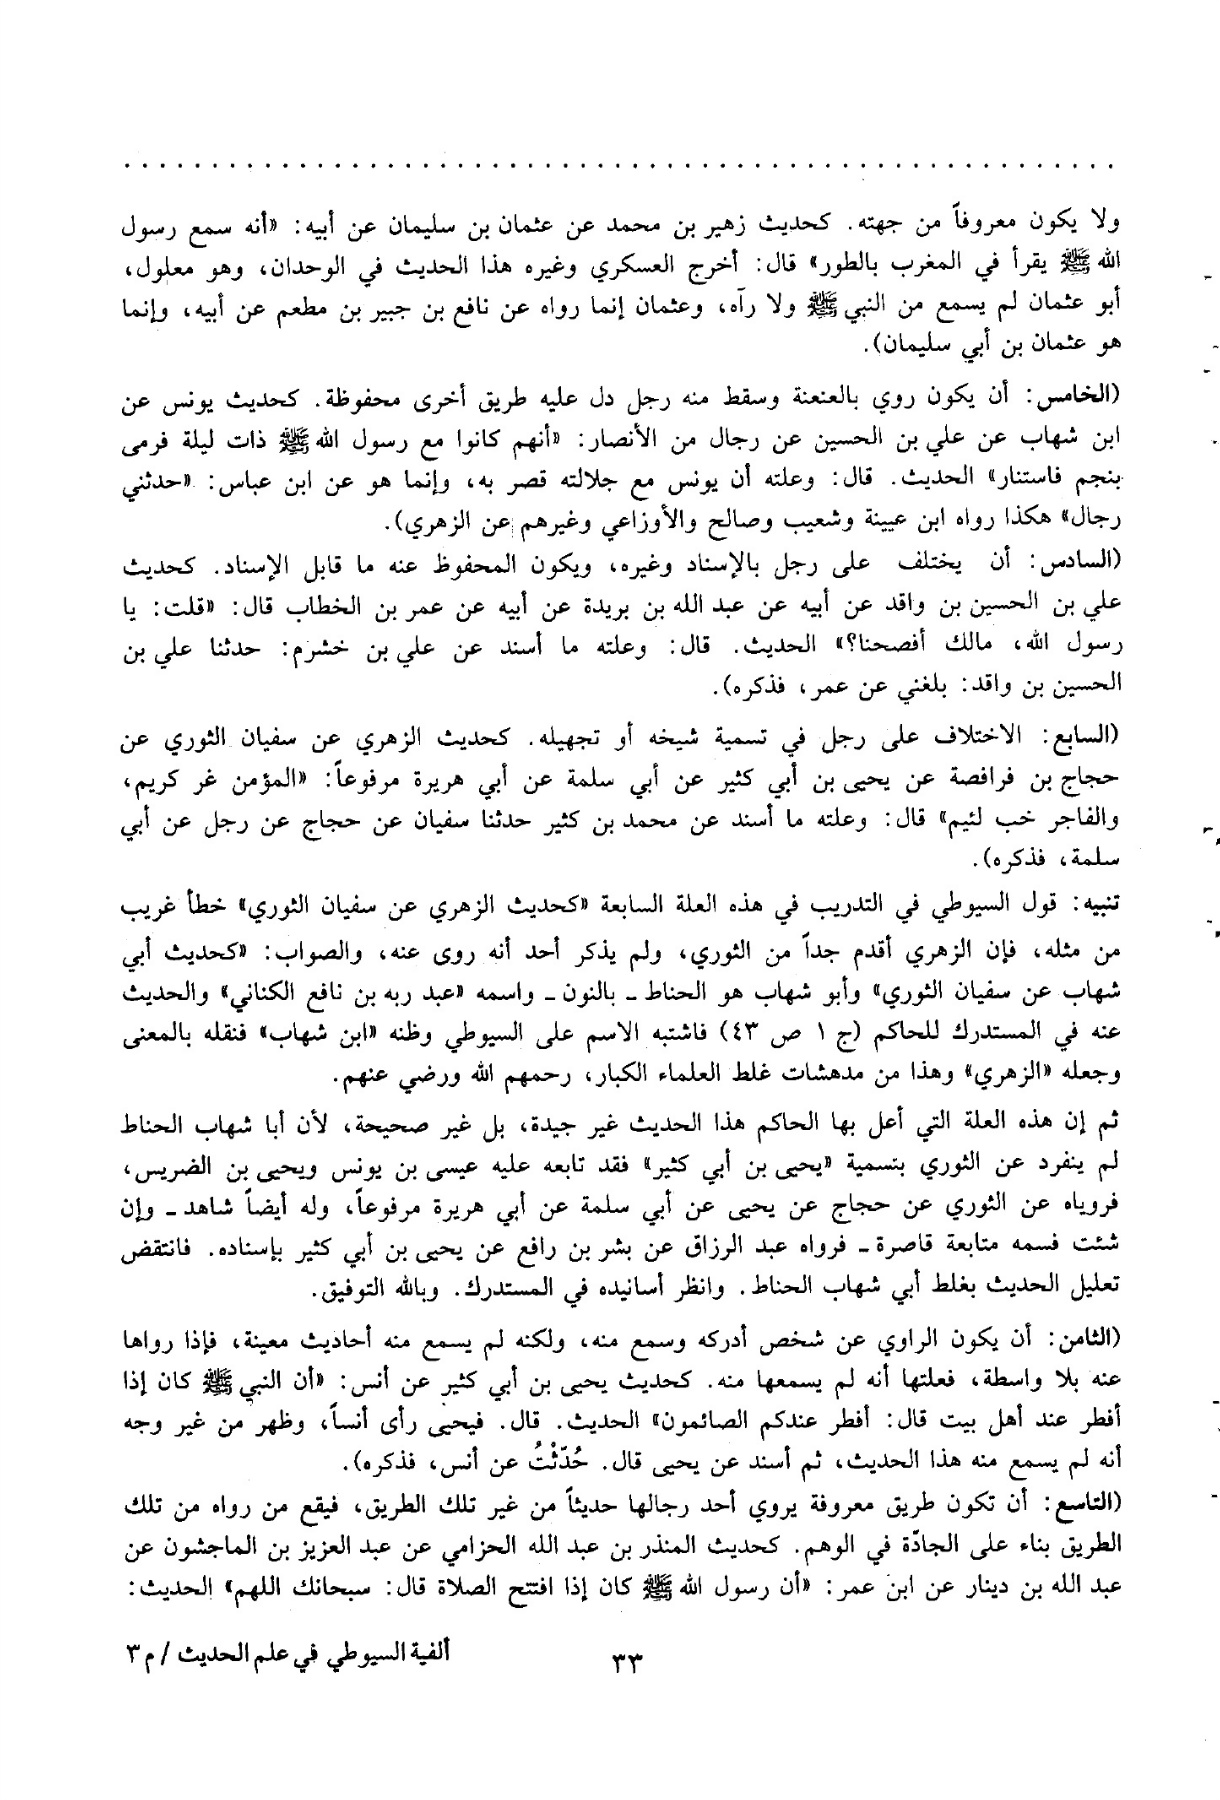 ولا يكون معروفاً من جهته. كحديث زهير بن محمد عن عثمان بن سليمان عن أبيه: «أنه سمع رسول
الله ﷺ يقرأ في المغرب بالطور» قال: أخرج العسكري وغيره هذا الحديث في الوحدان، وهو معلول،
أبو عثمان لم يسمع من النبي ﷺ ولا رآه، وعثمان إنما رواه عن نافع بن جبير بن مطعم عن أبيه، وإنما
هو عثمان بن أبي سليمان).
(الخامس: أن يكون روي بالعنعنة وسقط منه رجل دل عليه طريق أخرى محفوظة. كحديث يونس عن
ابن شهاب عن علي بن الحسين عن رجال من الأنصار: «أنهم كانوا مع رسول الله ﷺ ذات ليلة فرمى
بنجم فاستنار» الحديث. قال: وعلته أن يونس مع جلالته قصر به، وإنما هو عن ابن عباس: «حدثني
رجال» هكذا رواه ابن عيينة وشعيب وصالح والأوزاعي وغيرهم عن الزهري).
(السادس: أن يختلف على رجل بالإسناد وغيره، ويكون المحفوظ عنه ما قابل الإسناد. كحديث
علي بن الحسين بن واقد عن أبيه عن عبد الله بن بريدة عن أبيه عن عمر بن الخطاب قال: «قلت: يا
رسول الله، مالك أفصحنا؟» الحديث. قال: وعلته ما أسند عن علي بن خشرم: حدثنا علي بن
الحسين بن واقد: بلغني عن عمر، فذكره).
(السابع: الاختلاف على رجل في تسمية شيخه أو تجهيله. كحديث الزهري عن سفيان الثوري عن
حجاج بن فرافصة عن يحيى بن أبي كثير عن أبي سلمة عن أبي هريرة مرفوعاً: «المؤمن غر كريم،
والفاجر خب لئيم» قال: وعلته ما أسند عن محمد بن كثير حدثنا سفيان عن حجاج عن رجل عن أبي
سلمة، فذكره).
تنبيه: قول السيوطي في التدريب في هذه العلة السابعة «كحديث الزهري عن سفيان الثوري» خطأ غريب
من مثله، فإن الزهري أقدم جداً من الثوري، ولم يذكر أحد أنه روى عنه، والصواب: «كحديث أبي
شهاب عن سفيان الثوري» وأبو شهاب هو الحناط ـ بالنون ـ واسمه «عبد ربه بن نافع الكناني» والحديث
عنه في المستدرك للحاكم (ج ١ ص ٤٣) فاشتبه الاسم على السيوطي وظنه «ابن شهاب» فنقله بالمعنى
وجعله «الزهري» وهذا من مدهشات غلط العلماء الكبار، رحمهم الله ورضي عنهم.
ثم إن هذه العلة التي أعل بها الحاكم هذا الحديث غير جيدة، بل غير صحيحة، لأن أبا شهاب الحناط
لم ينفرد عن الثوري بتسمية «يحيى بن أبي كثير» فقد تابعه عليه عيسى بن يونس ويحيى بن الضريس،
فروياه عن الثوري عن حجاج عن يحيى عن أبي سلمة عن أبي هريرة مرفوعاً، وله أيضاً شاهد ـ وإن
شئت فسمه متابعة قاصرة ـ فرواه عبد الرزاق عن بشر بن رافع عن يحيى بن أبي كثير بإسناده. فانتقض
تعليل الحديث بغلط أبي شهاب الحناط. وانظر أسانيده في المستدرك. وبالله التوفيق.
(الثامن: أن يكون الراوي عن شخص أدركه وسمع منه، ولكنه لم يسمع منه أحاديث معينة، فإذا رواها
عنه بلا واسطة، فعلتها أنه لم يسمعها منه. كحديث يحيى بن أبي كثير عن أنس: «أن النبي ﷺ كان إذا
أفطر عند أهل بيت قال: أفطر عندكم الصائمون» الحديث. قال. فيحيى رأى أنساً، وظهر من غير وجه
أنه لم يسمع منه هذا الحديث، ثم أسند عن يحيى قال. حُدّثْتُ عن أنس، فذكره).
(التاسع: أن تكون طريق معروفة يروي أحد رجالها حديثاً من غير تلك الطريق، فيقع من رواه من تلك
الطريق بناء على الجادّة في الوهم. كحديث المنذر بن عبد الله الحزامي عن عبد العزيز بن الماجشون عن
عبد الله بن دينار عن ابن عمر: «أن رسول الله ﷺ كان إذا افتتح الصلاة قال: سبحانك اللهم» الحديث:
٣٣
ألفية السيوطي في علم الحديث / م ٣